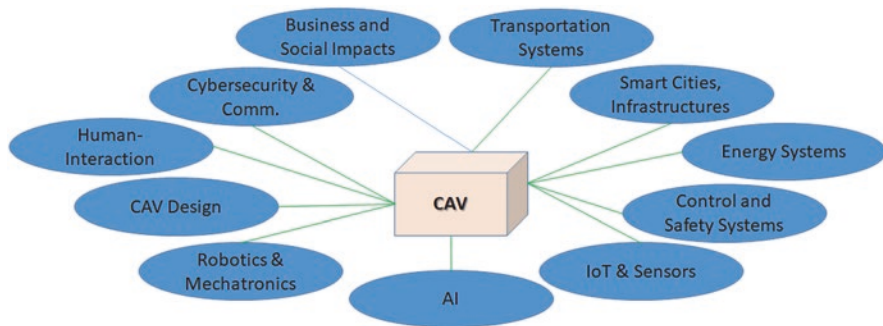 Business and
Social Impacts
Transportation
Systems
Cybersecurity &
Comm.
Smart Cities,
Infrastructures
Human-
Interaction
Energy Systems
CAV
CAV Design
Control and
Safety Systems
Robotics &
Mechatronics
IoT & Sensors
AI